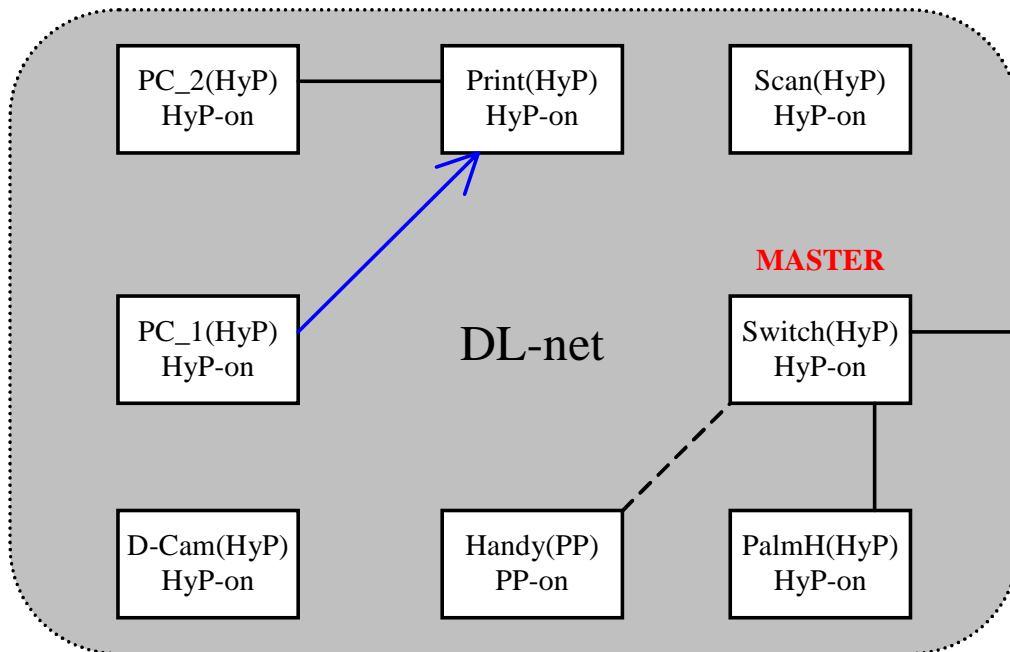 PC_2(HyP)
HyP-on
Print(HyP)
HyP-on
Scan(HyP)
HyP-on
MASTER
PC_1(HyP)
HyP-on
DL-net
Switch(HyP)
HyP-on
D-Cam(HyP)
HyP-on
Handy(PP)
PP-on
PalmH(HyP)
HyP-on